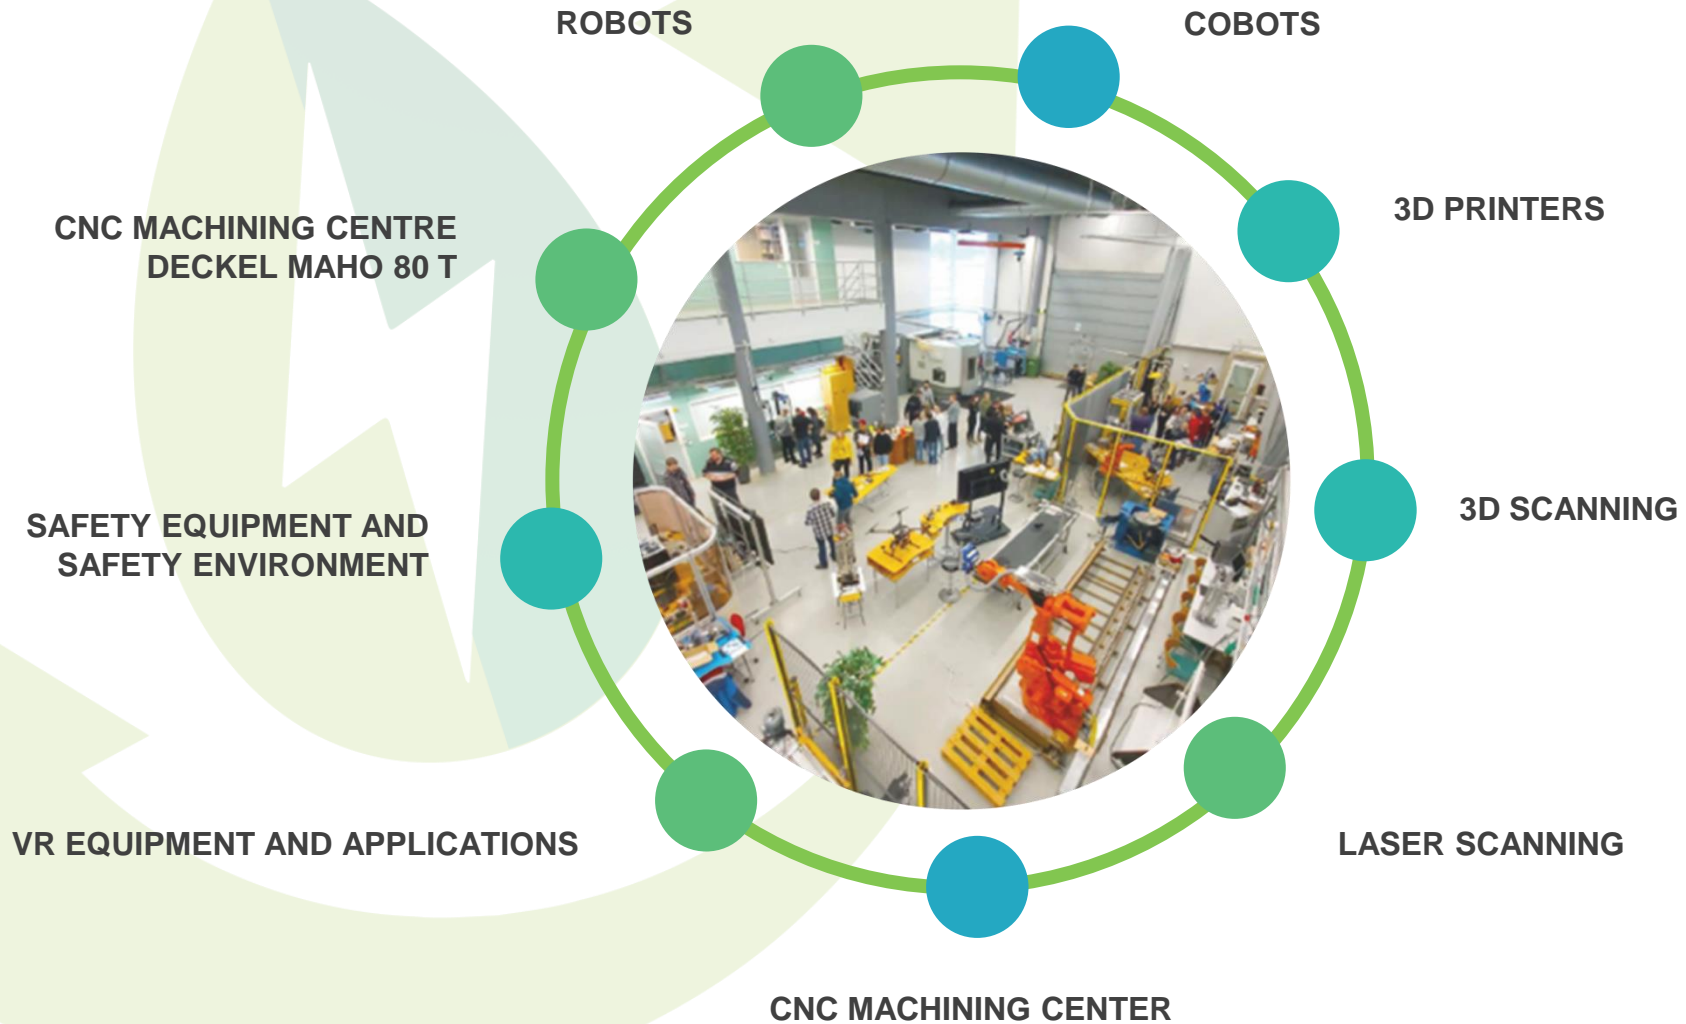 ROBOTS
COBOTS
3D PRINTERS
CNC MACHINING CENTRE
DECKEL MAHO 80 T
3D SCANNING
SAFETY EQUIPMENT AND
SAFETY ENVIRONMENT
LASER SCANNING
VR EQUIPMENT AND APPLICATIONS
CNC MACHINING CENTER